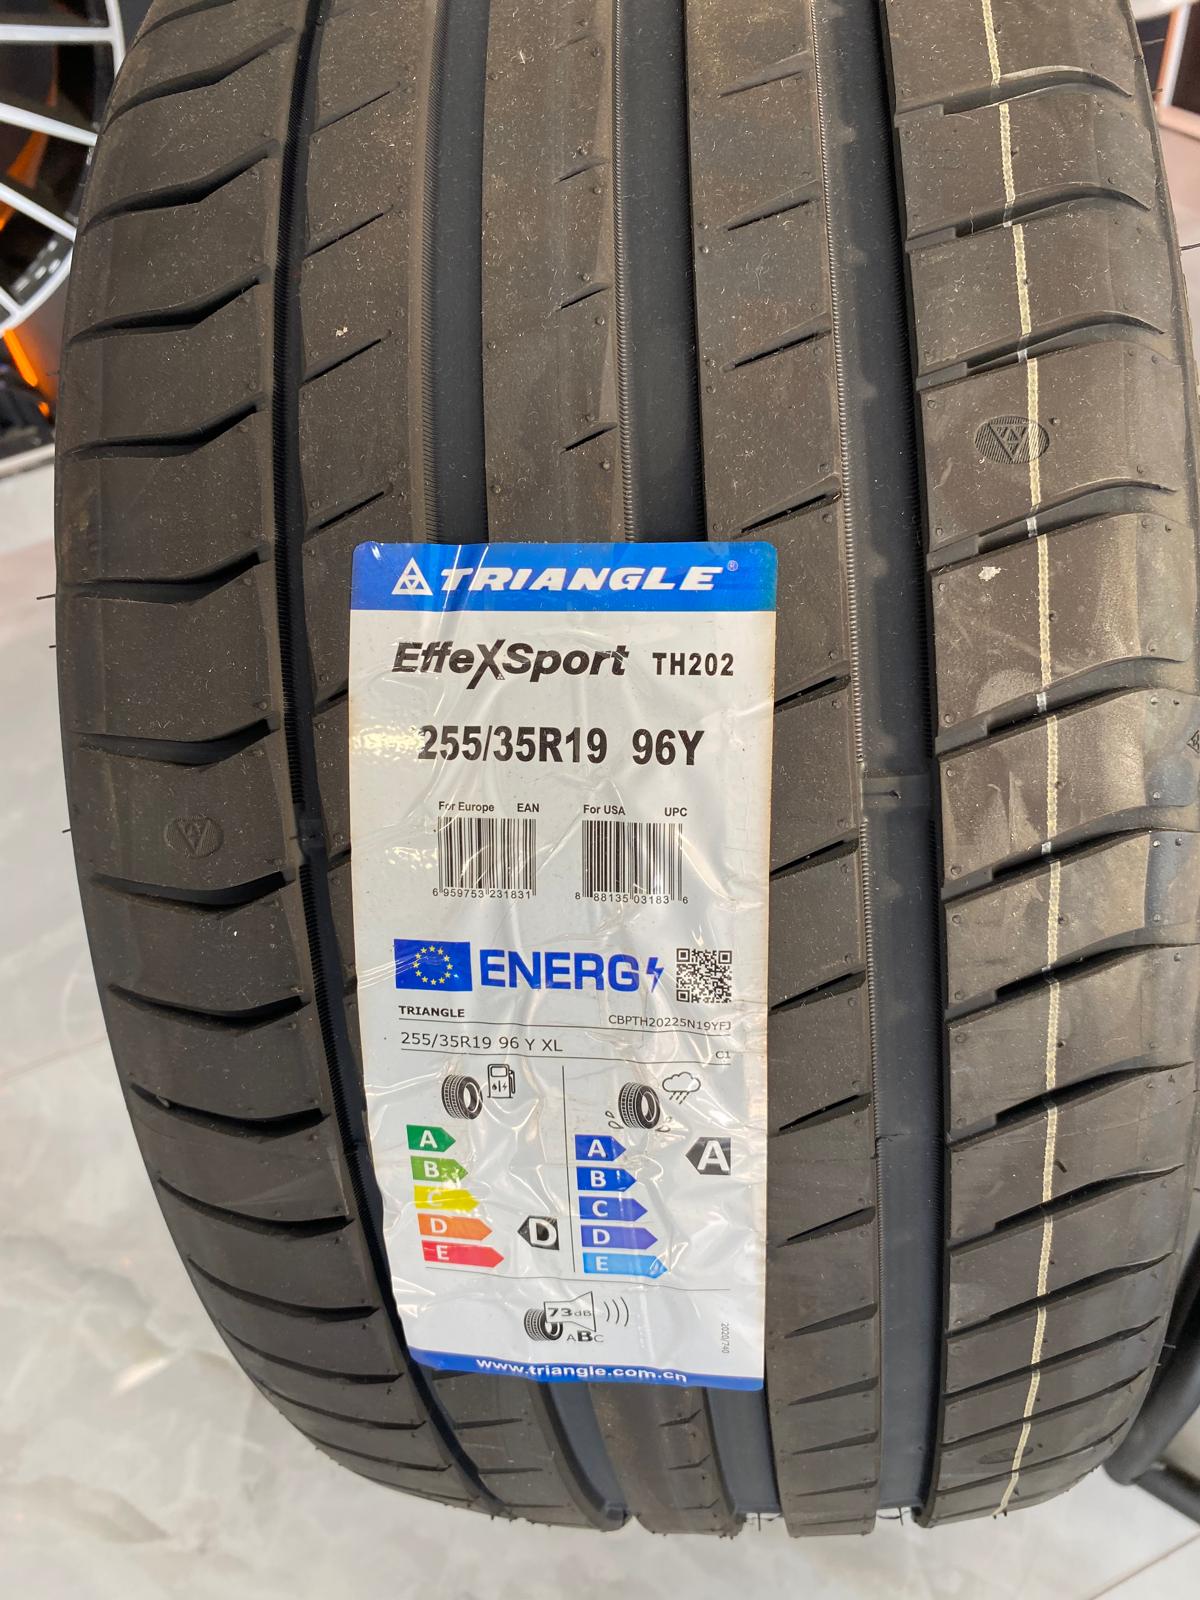 TRIANGLE®
EffeXSport TH202
255/35R19 96Y
For Europe EAN For USA UPC
6 959753 231831 8 88135 03183 6
ENERG
TRIANGLE CBPTH20225N19YFJ
255/35R19 96 Y XL C1
A A A
B B
C C
D D D
E E
73dB
ABC
2020/740
www.triangle.com.cn